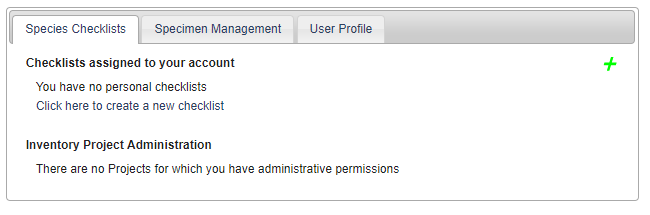 Species Checklists Specimen Management User Profile
Checklists assigned to your account
You have no personal checklists
Click here to create a new checklist
Inventory Project Administration
There are no Projects for which you have administrative permissions